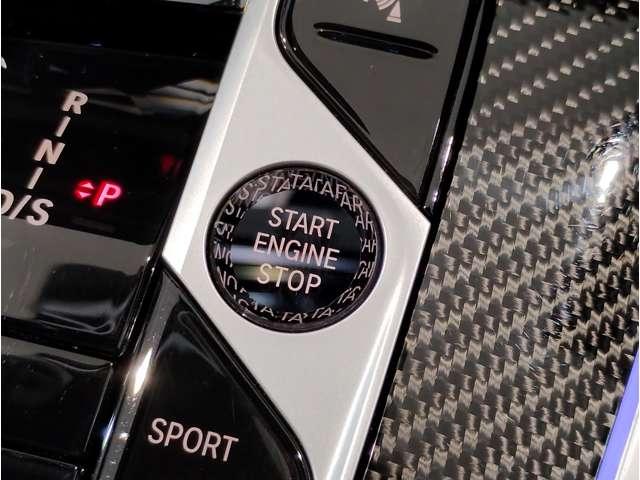 R
N
D/S
P
START
ENGINE
STOP
SPORT